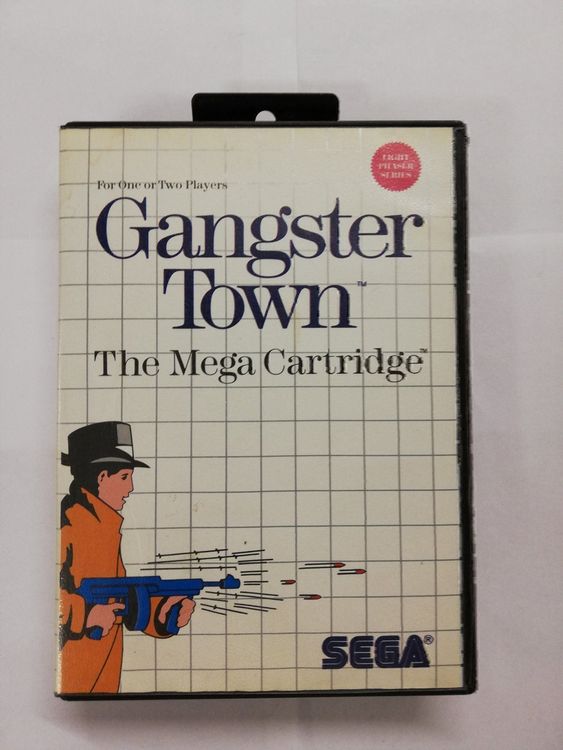 LIGHT
PHASER
SERIES
For One or Two Players
Gangster
Town™
The Mega Cartridge™
SEGA®